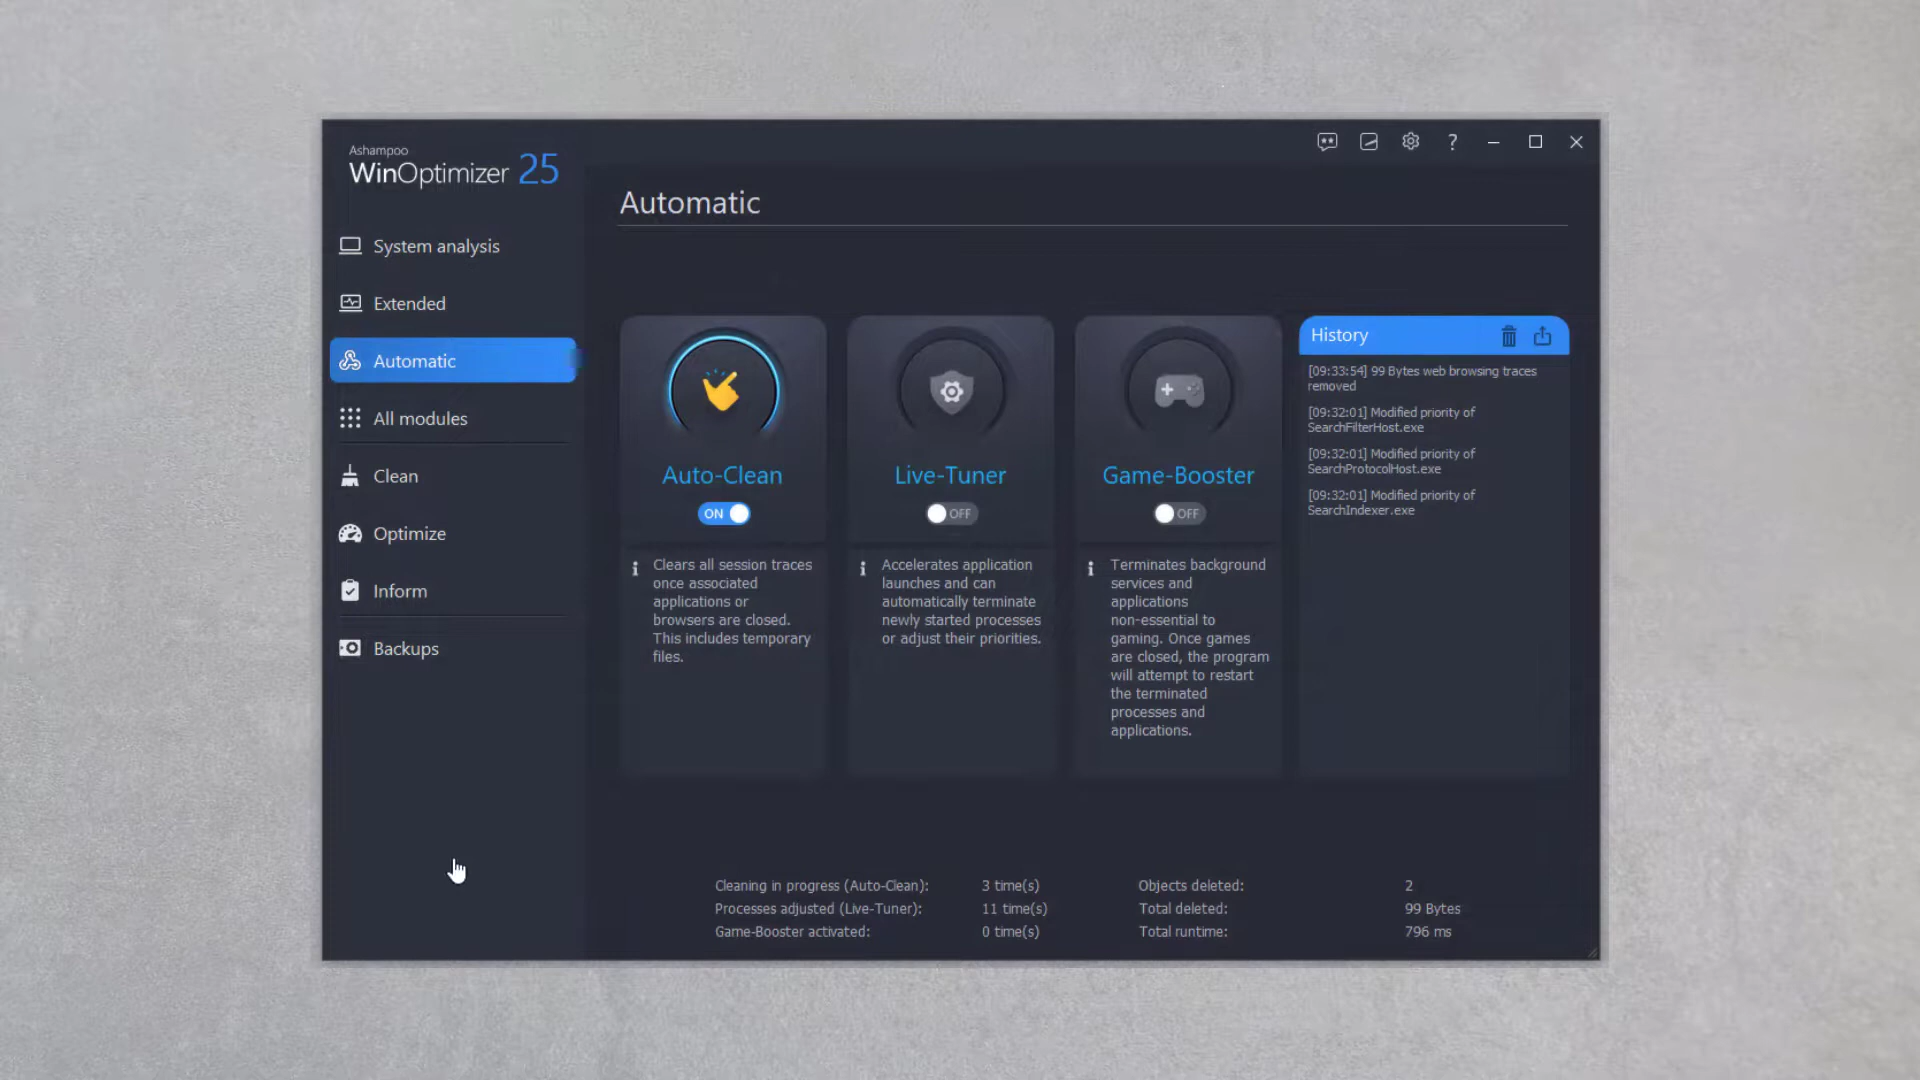 Ashampoo
WinOptimizer 25
System analysis
Extended
Automatic
All modules
Clean
Optimize
Inform
Backups
Automatic
Auto-Clean
ON
Clears all session traces
once associated
applications or
browsers are closed.
This includes temporary
files.
Live-Tuner
OFF
Accelerates application
launches and can
automatically terminate
newly started processes
or adjust their priorities.
Game-Booster
OFF
Terminates background
services and
applications
non-essential to
gaming. Once games
are closed, the program
will attempt to restart
the terminated
processes and
applications.
History
[09:33:54] 99 Bytes web browsing traces
removed
[09:32:01] Modified priority of
SearchFilterHost.exe
[09:32:01] Modified priority of
SearchProtocolHost.exe
[09:32:01] Modified priority of
SearchIndexer.exe
Cleaning in progress (Auto-Clean): 3 time(s)
Processes adjusted (Live-Tuner): 11 time(s)
Game-Booster activated: 0 time(s)
Objects deleted: 2
Total deleted: 99 Bytes
Total runtime: 796 ms